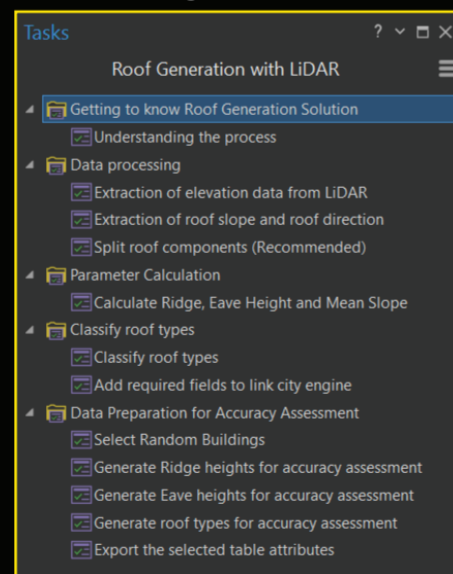 Tasks
?
Roof Generation with LiDAR
Getting to know Roof Generation Solution
Understanding the process
Data processing
Extraction of elevation data from LiDAR
Extraction of roof slope and roof direction
Split roof components (Recommended)
Parameter Calculation
Calculate Ridge, Eave Height and Mean Slope
Classify roof types
Classify roof types
Add required fields to link city engine
Data Preparation for Accuracy Assessment
Select Random Buildings
Generate Ridge heights for accuracy assessment
Generate Eave heights for accuracy assessment
Generate roof types for accuracy assessment
Export the selected table attributes